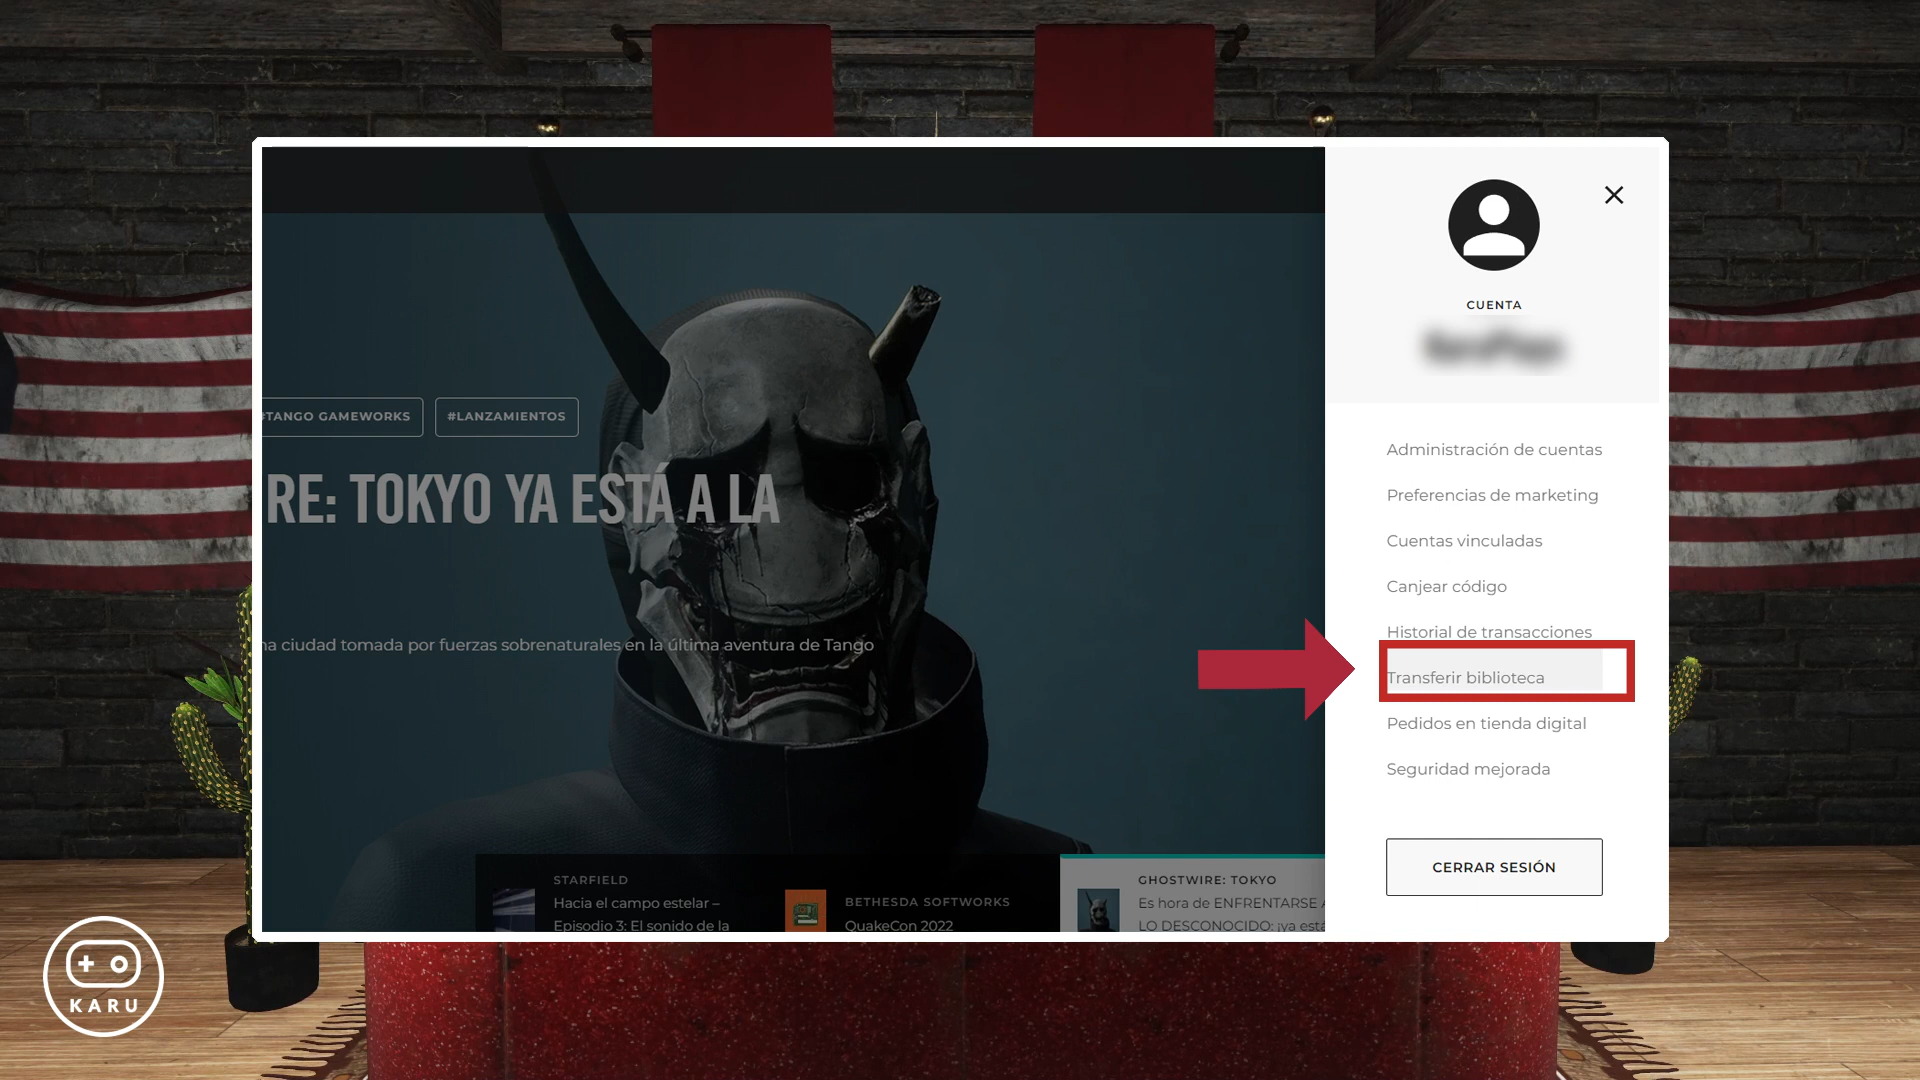 #TANGO GAMEWORKS
#LANZAMIENTOS
RE: TOKYO YA ESTÁ A LA
na ciudad tomada por fuerzas sobrenaturales en la última aventura de Tango
STARFIELD
Hacia el campo estelar –
Episodio 3: El sonido de la
BETHESDA SOFTWORKS
QuakeCon 2022
GHOSTWIRE: TOKYO
Es hora de ENFRENTARSE A
LO DESCONOCIDO: ¡ya está
CUENTA
Administración de cuentas
Preferencias de marketing
Cuentas vinculadas
Canjear código
Historial de transacciones
Transferir biblioteca
Pedidos en tienda digital
Seguridad mejorada
CERRAR SESIÓN
KARU